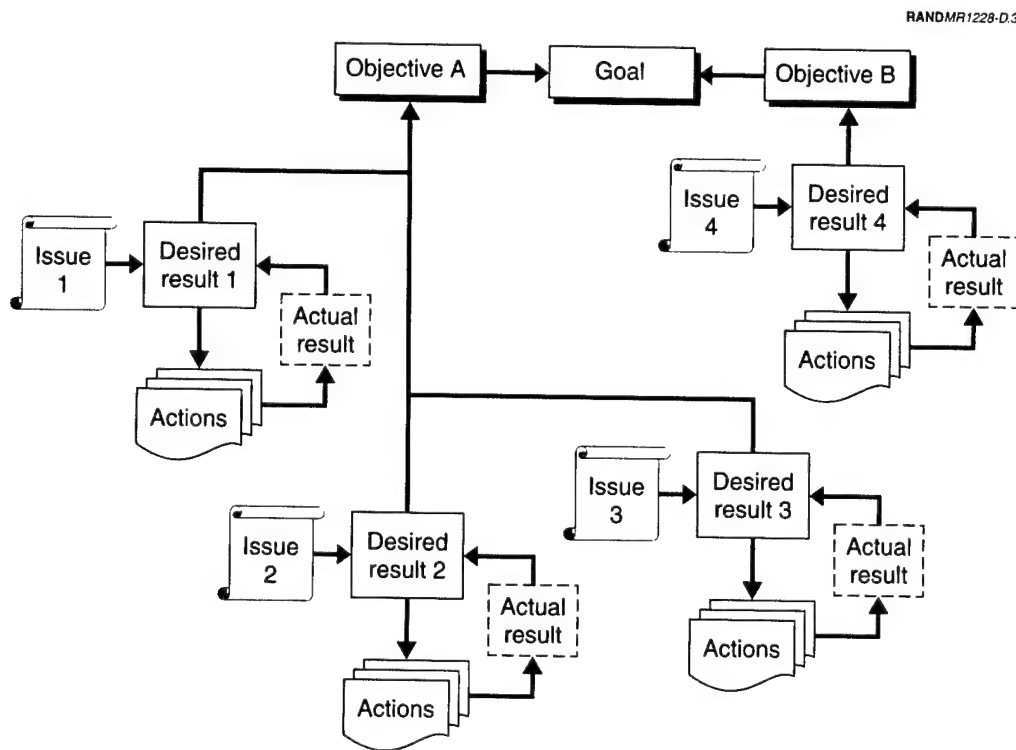 RANDMR1228-D.3
Objective A
Goal
Objective B
Issue
1
Desired
result 1
Actual
result
Actions
Issue
4
Desired
result 4
Actual
result
Actions
Issue
2
Desired
result 2
Actual
result
Actions
Issue
3
Desired
result 3
Actual
result
Actions